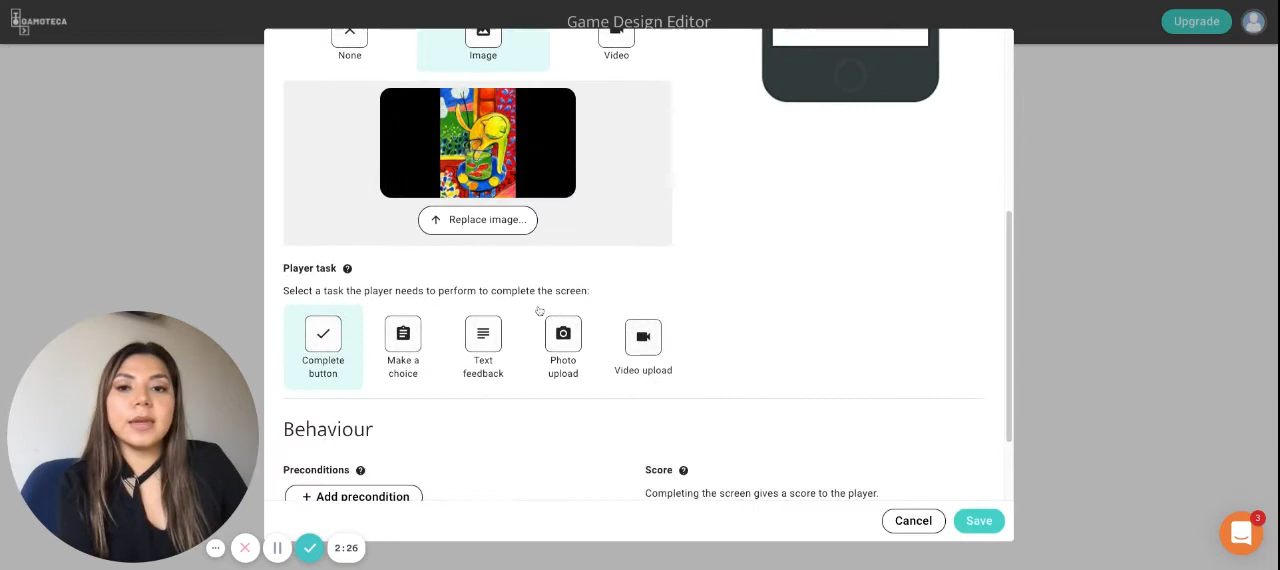 GAMOTECA
Game Design Editor
Upgrade
None
Image
Video
Replace image...
Player task ?
Select a task the player needs to perform to complete the screen:
Complete
button
Make a
choice
Text
feedback
Photo
upload
Video upload
Behaviour
Preconditions ?
+ Add precondition
Score ?
Completing the screen gives a score to the player.
Cancel
Save
2:26
3